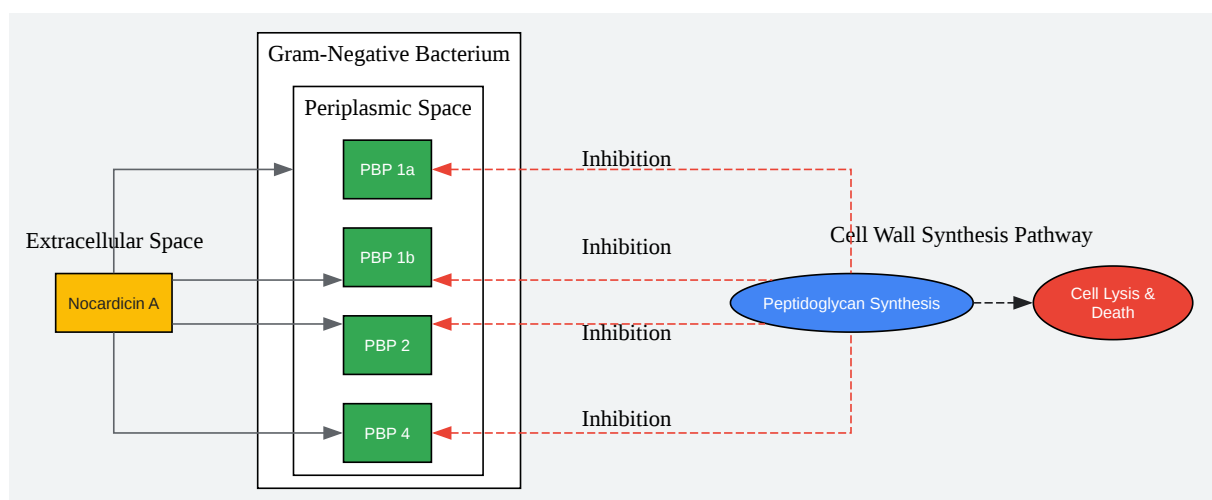 Gram-Negative Bacterium
Periplasmic Space
PBP 1a
Inhibition
Extracellular Space
PBP 1b
Inhibition
Cell Wall Synthesis Pathway
Nocardicin A
Peptidoglycan Synthesis
Cell Lysis &
Death
PBP 2
Inhibition
PBP 4
Inhibition